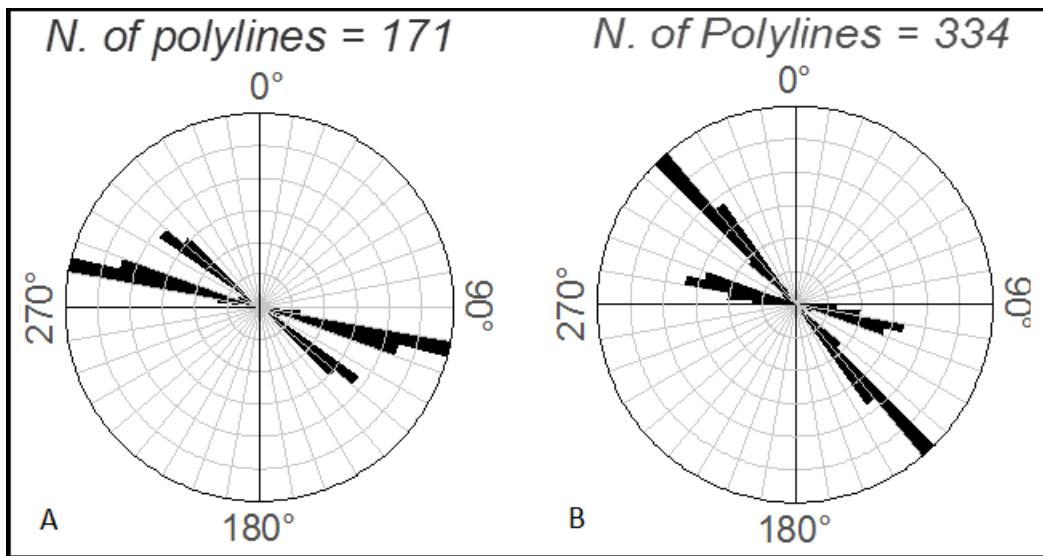 N. of polylines = 171
0°
270°
90°
180°
A
N. of Polylines = 334
0°
270°
90°
180°
B